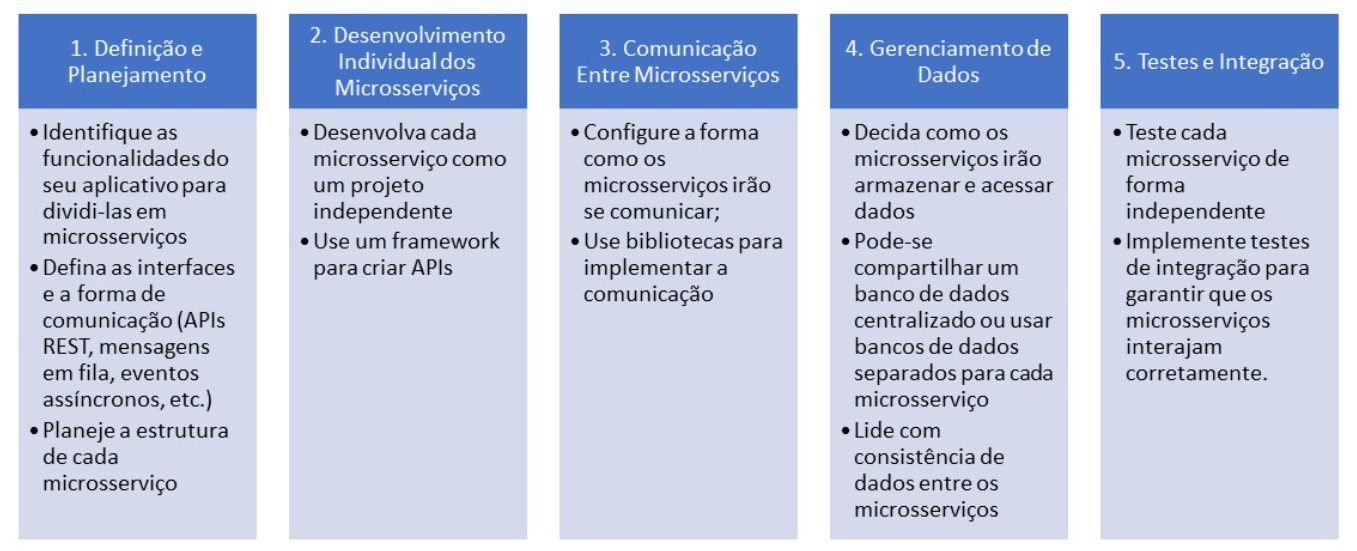 1. Definição e
Planejamento
• Identifique as
funcionalidades do
seu aplicativo para
dividi-las em
microsserviços
• Defina as interfaces
e a forma de
comunicação (APIs
REST, mensagens
em fila, eventos
assíncronos, etc.)
• Planeje a estrutura
de cada
microsserviço
2. Desenvolvimento
Individual dos
Microsserviços
• Desenvolva cada
microsserviço como
um projeto
independente
• Use um framework
para criar APIs
3. Comunicação
Entre Microsserviços
• Configure a forma
como os
microsserviços irão
se comunicar;
• Use bibliotecas para
implementar a
comunicação
4. Gerenciamento de
Dados
• Decida como os
microsserviços irão
armazenar e acessar
dados
• Pode-se
compartilhar um
banco de dados
centralizado ou usar
bancos de dados
separados para cada
microsserviço
• Lide com
consistência de
dados entre os
microsserviços
5. Testes e Integração
• Teste cada
microsserviço de
forma
independente
• Implemente testes
de integração para
garantir que os
microsserviços
interajam
corretamente.